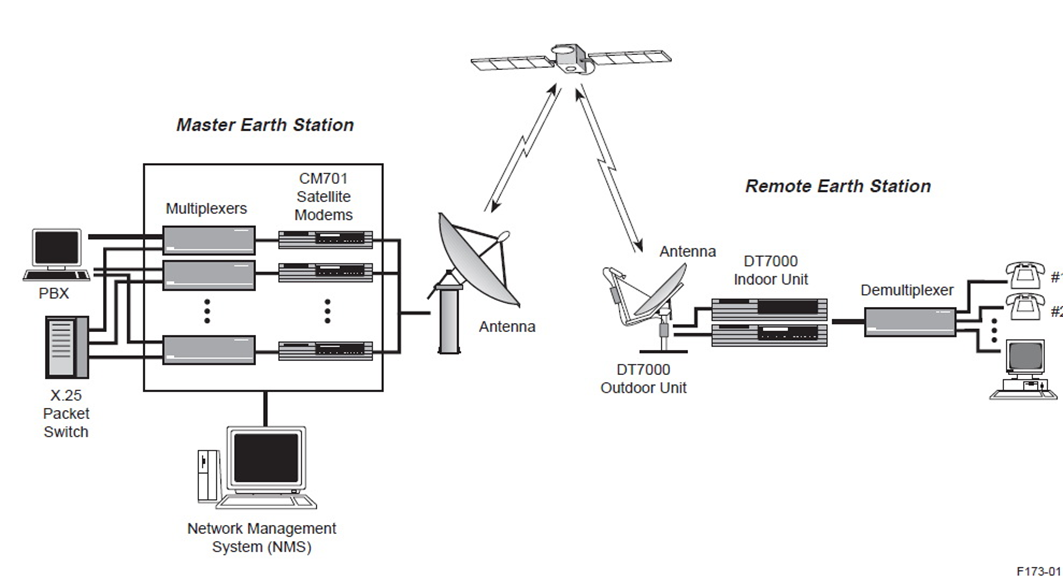 Master Earth Station
CM701
Satellite
Modems
Multiplexers
PBX
X.25
Packet
Switch
Network Management
System (NMS)
Antenna
Remote Earth Station
Antenna
DT7000
Indoor Unit
DT7000
Outdoor Unit
Demultiplexer
#1
#2
F173-01